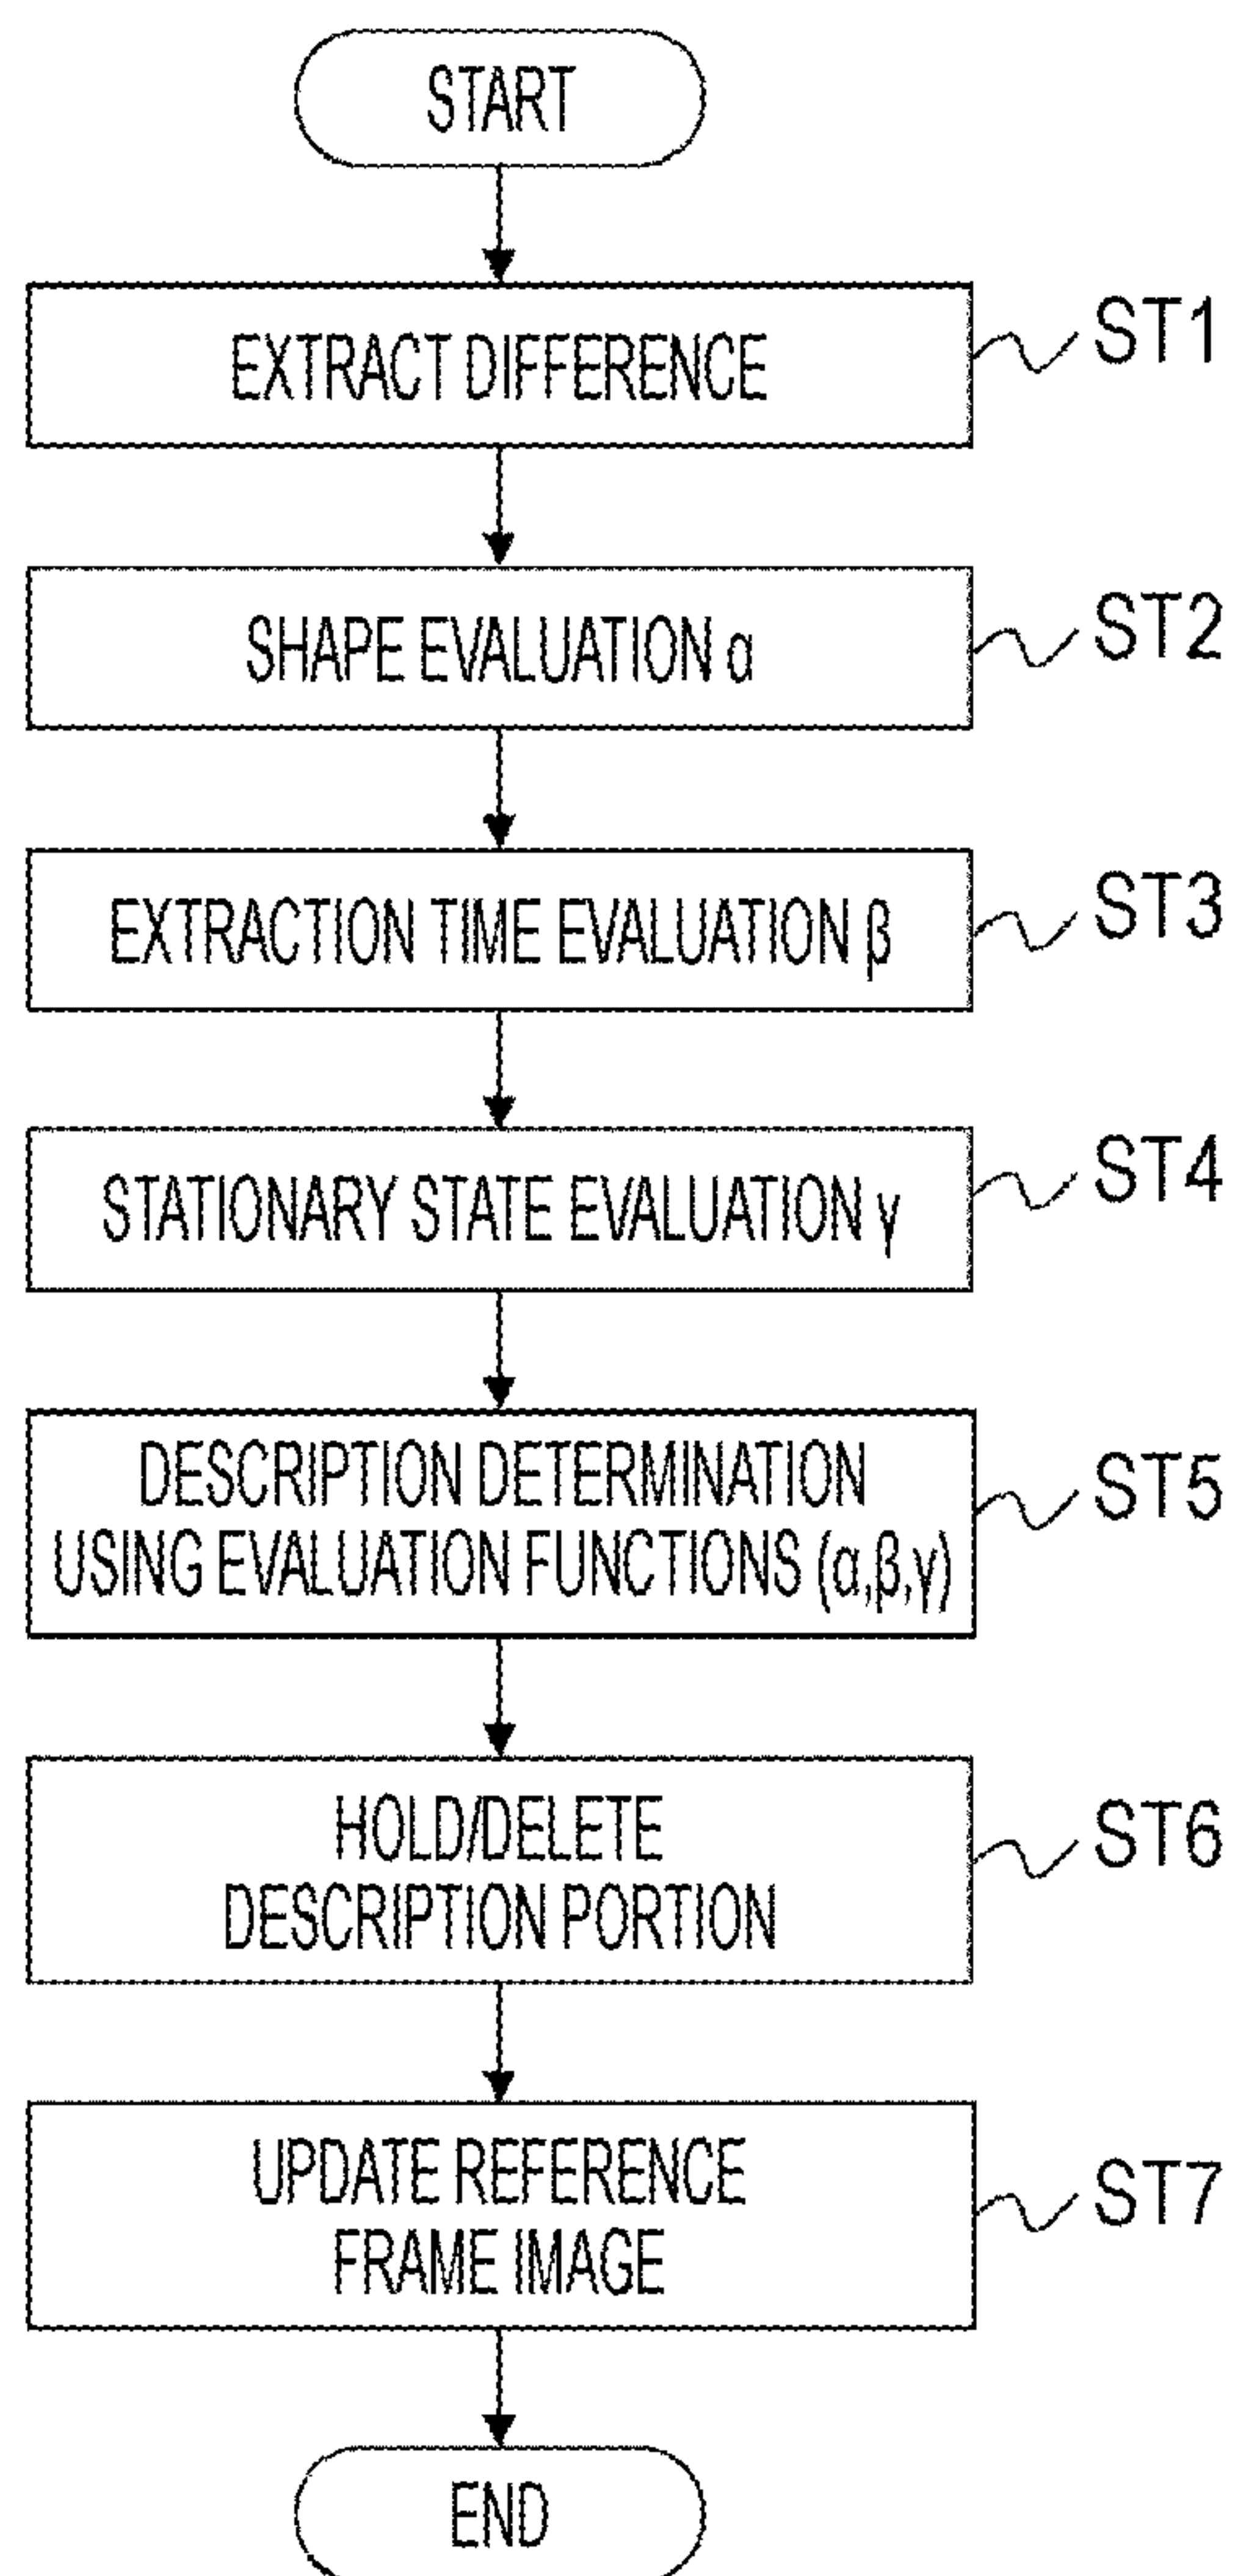 START
EXTRACT DIFFERENCE
ST1
SHAPE EVALUATION α
ST2
EXTRACTION TIME EVALUATION β
ST3
STATIONARY STATE EVALUATION γ
ST4
DESCRIPTION DETERMINATION
USING EVALUATION FUNCTIONS (α,β,γ)
ST5
HOLD/DELETE
DESCRIPTION PORTION
ST6
UPDATE REFERENCE
FRAME IMAGE
ST7
END